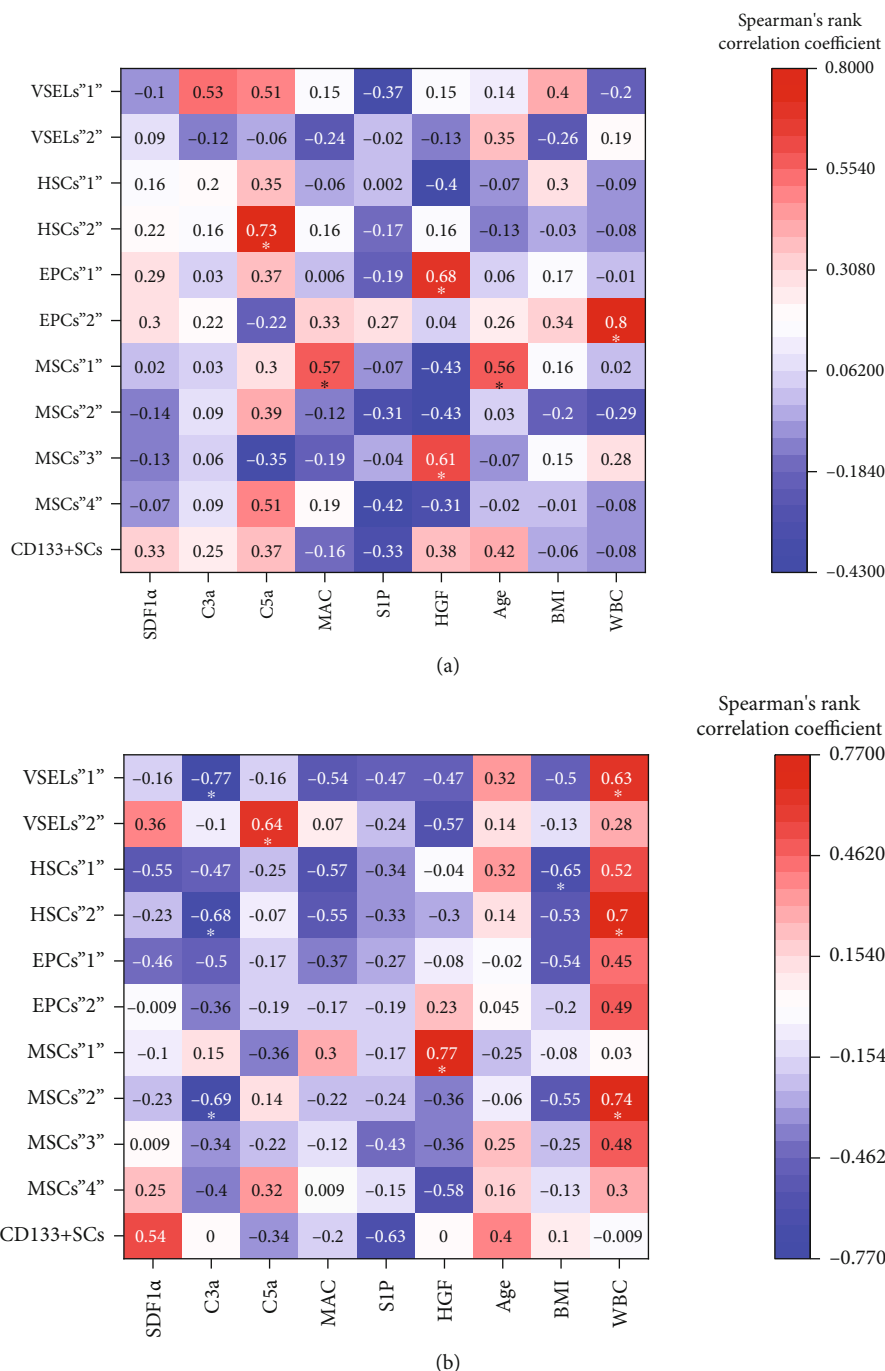 Spearman's rank
correlation coefficient
VSELs”1” −0.1 0.53 0.51 0.15 −0.37 0.15 0.14 0.4 −0.2
VSELs”2” 0.09 −0.12 −0.06 −0.24 −0.02 −0.13 0.35 −0.26 0.19
HSCs”1” 0.16 0.2 0.35 −0.06 0.002 −0.4 −0.07 0.3 −0.09
HSCs”2” 0.22 0.16 0.73 * 0.16 −0.17 0.16 −0.13 -0.03 −0.08
EPCs”1” 0.29 0.03 0.37 0.006 −0.19 0.68 * 0.06 0.17 −0.01
EPCs”2” 0.3 0.22 −0.22 0.33 0.27 0.04 0.26 0.34 0.8 *
MSCs”1” 0.02 0.03 0.3 0.57 * −0.07 −0.43 0.56 * 0.16 0.02
MSCs”2” −0.14 0.09 0.39 −0.12 −0.31 −0.43 0.03 −0.2 −0.29
MSCs”3” −0.13 0.06 −0.35 −0.19 −0.04 0.61 * −0.07 0.15 0.28
MSCs”4” −0.07 0.09 0.51 0.19 −0.42 −0.31 −0.02 −0.01 −0.08
CD133+SCs 0.33 0.25 0.37 −0.16 −0.33 0.38 0.42 −0.06 −0.08
SDF1α C3a C5a MAC S1P HGF Age BMI WBC
0.8000
0.5540
0.3080
0.06200
−0.1840
−0.4300
(a)
Spearman's rank
correlation coefficient
VSELs”1” −0.16 −0.77 * -0.16 −0.54 −0.47 −0.47 0.32 −0.5 0.63 *
VSELs”2” 0.36 −0.1 0.64 * 0.07 −0.24 −0.57 0.14 −0.13 0.28
HSCs”1” −0.55 −0.47 −0.25 −0.57 −0.34 −0.04 0.32 −0.65 * 0.52
HSCs”2” −0.23 −0.68 * −0.07 −0.55 −0.33 −0.3 0.14 −0.53 0.7 *
EPCs”1” −0.46 −0.5 −0.17 −0.37 −0.27 −0.08 −0.02 −0.54 0.45
EPCs”2” −0.009 −0.36 −0.19 −0.17 −0.19 0.23 0.045 −0.2 0.49
MSCs”1” −0.1 0.15 −0.36 0.3 −0.17 0.77 * −0.25 −0.08 0.03
MSCs”2” −0.23 −0.69 * 0.14 −0.22 −0.24 −0.36 −0.06 −0.55 0.74 *
MSCs”3” 0.009 −0.34 −0.22 −0.12 −0.43 −0.36 0.25 −0.25 0.48
MSCs”4” 0.25 −0.4 0.32 0.009 −0.15 −0.58 0.16 −0.13 0.3
CD133+SCs 0.54 0 −0.34 −0.2 −0.63 0 0.4 0.1 −0.009
SDF1α C3a C5a MAC S1P HGF Age BMI WBC
0.7700
0.4620
0.1540
−0.154
−0.462
−0.770
(b)